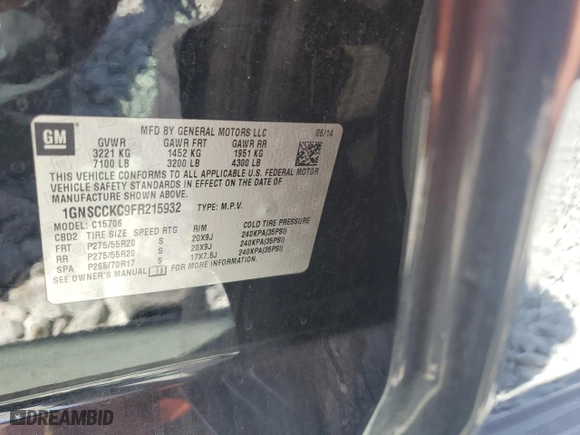 GM
MFD BY GENERAL MOTORS LLC 08/14
GVWR GAWR FRT GAWR RR
3221 KG 1452 KG 1951 KG
7100 LB 3200 LB 4300 LB
THIS VEHICLE CONFORMS TO ALL APPLICABLE U.S. FEDERAL MOTOR
VEHICLE SAFETY STANDARDS IN EFFECT ON THE DATE OF
MANUFACTURE SHOWN ABOVE.
1GNSCCKC9FR215932 TYPE: M.P.V.
MODEL: C15706
CBD2 TIRE SIZE SPEED RTG RIM COLD TIRE PRESSURE
FRT P275/55R20 S 20X9J 240KPA(35PSI)
RR P275/55R20 S 20X9J 240KPA(35PSI)
SPA P265/70R17 S 17X7.5J 240KPA(35PSI)
SEE OWNER'S MANUAL FOR MORE INFORMATION.
DREAMBID